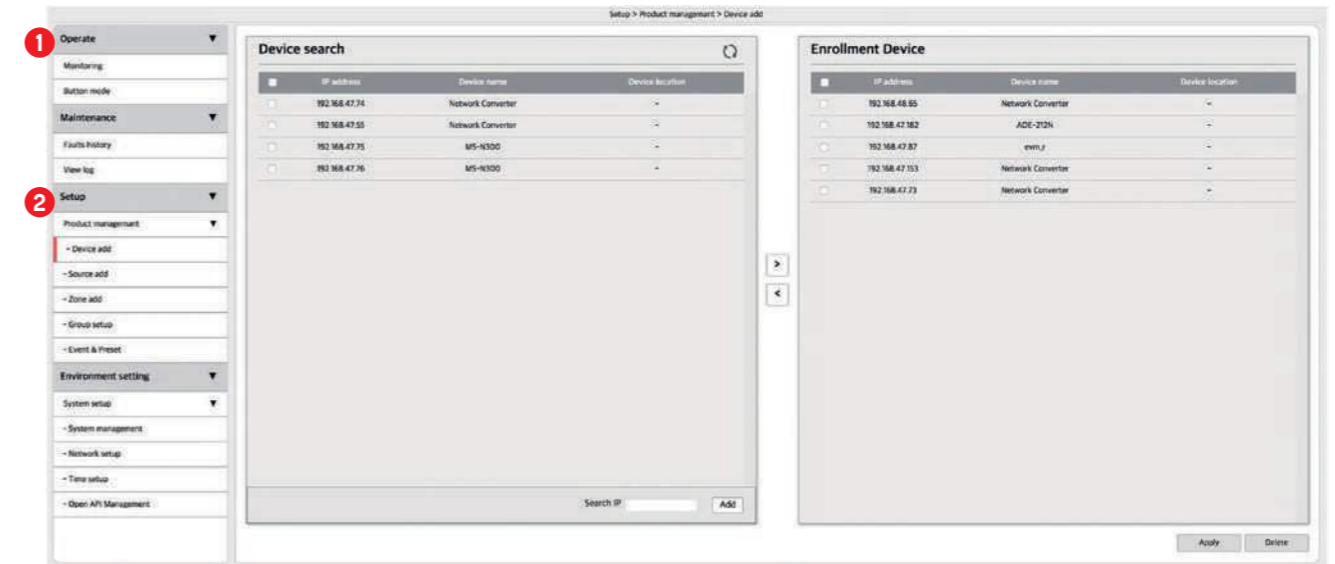 Setup > Product management > Device add
1
Operate ▼
Monitoring
Button mode
Maintenance ▼
Faults history
View log
2
Setup ▼
Product management ▼
- Device add
- Source add
- Zone add
- Group setup
- Event & Preset
Environment setting ▼
System setup ▼
- System management
- Network setup
- Time setup
- Open API Management
Device search
IP address Device name Device location
192.168.47.74 Network Converter -
192.168.47.55 Network Converter -
192.168.47.75 MS-N300 -
192.168.47.76 MS-N300 -
Search IP Add
>
<
Enrollment Device
IP address Device name Device location
192.168.48.65 Network Converter -
192.168.47.182 ADE-212N -
192.168.47.87 evm_r -
192.168.47.153 Network Converter -
192.168.47.73 Network Converter -
Apply Delete